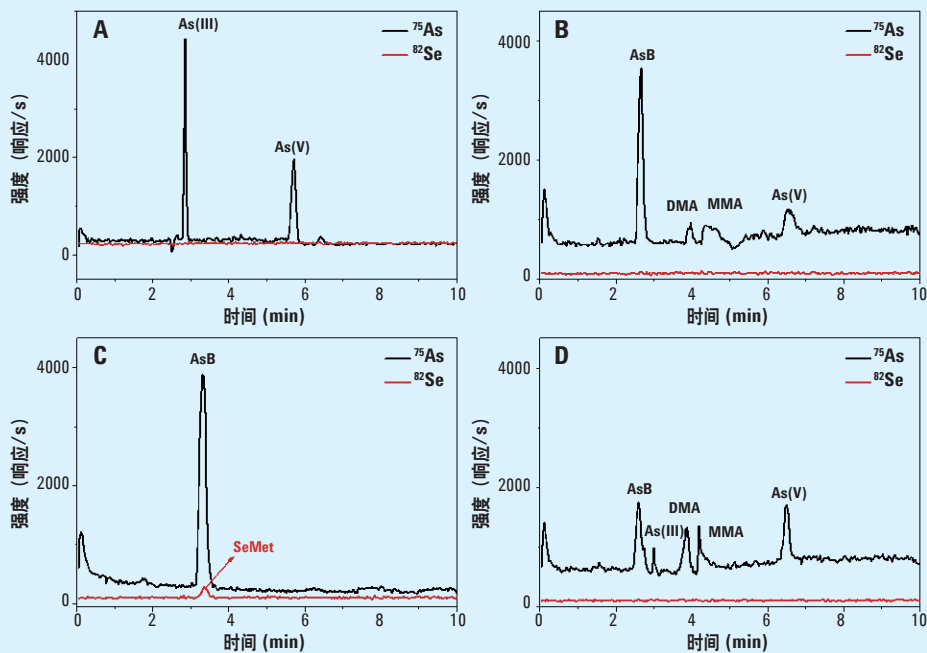 A
As(III)
As(V)
⁷⁵As
⁸²Se
强度 (响应/s)
4000
2000
0
0 2 4 6 8 10
时间 (min)
B
AsB
DMA
MMA
As(V)
⁷⁵As
⁸²Se
强度 (响应/s)
4000
2000
0
0 2 4 6 8 10
时间 (min)
C
AsB
SeMet
⁷⁵As
⁸²Se
强度 (响应/s)
4000
2000
0
0 2 4 6 8 10
时间 (min)
D
AsB
As(III)
DMA
MMA
As(V)
⁷⁵As
⁸²Se
强度 (响应/s)
4000
2000
0
0 2 4 6 8 10
时间 (min)